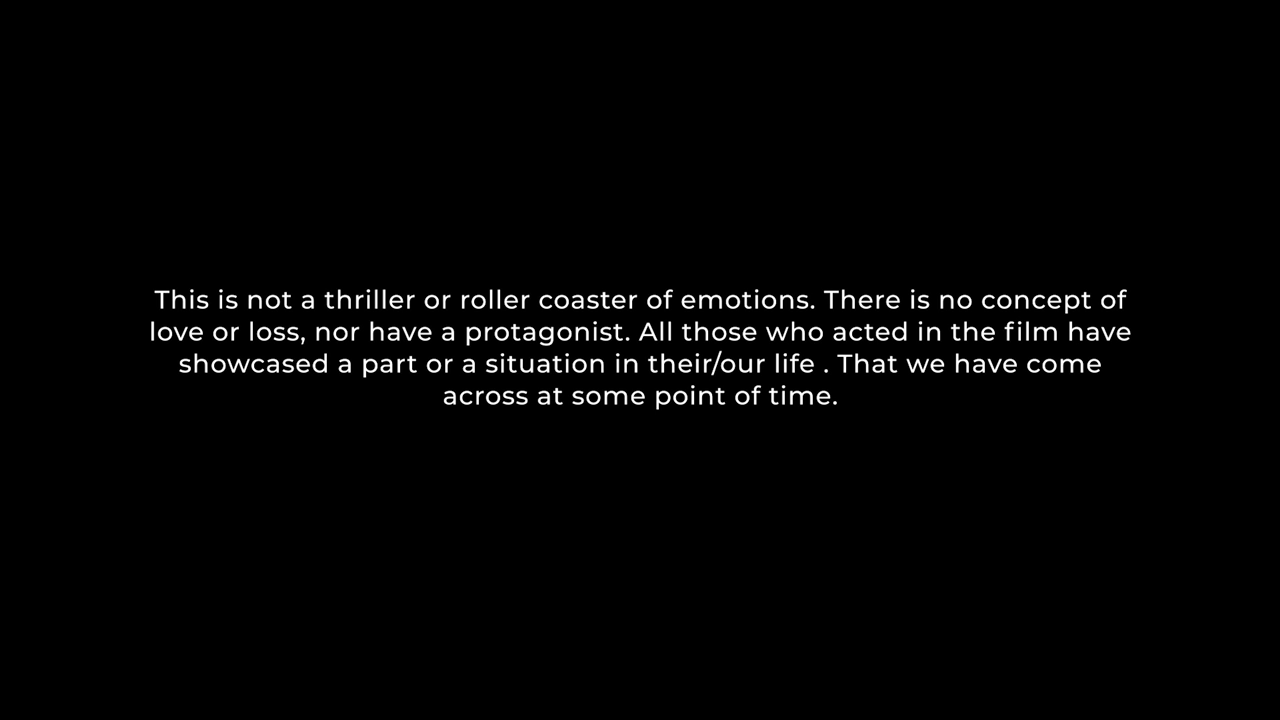 This is not a thriller or roller coaster of emotions. There is no concept of
love or loss, nor have a protagonist. All those who acted in the film have
showcased a part or a situation in their/our life . That we have come
across at some point of time.